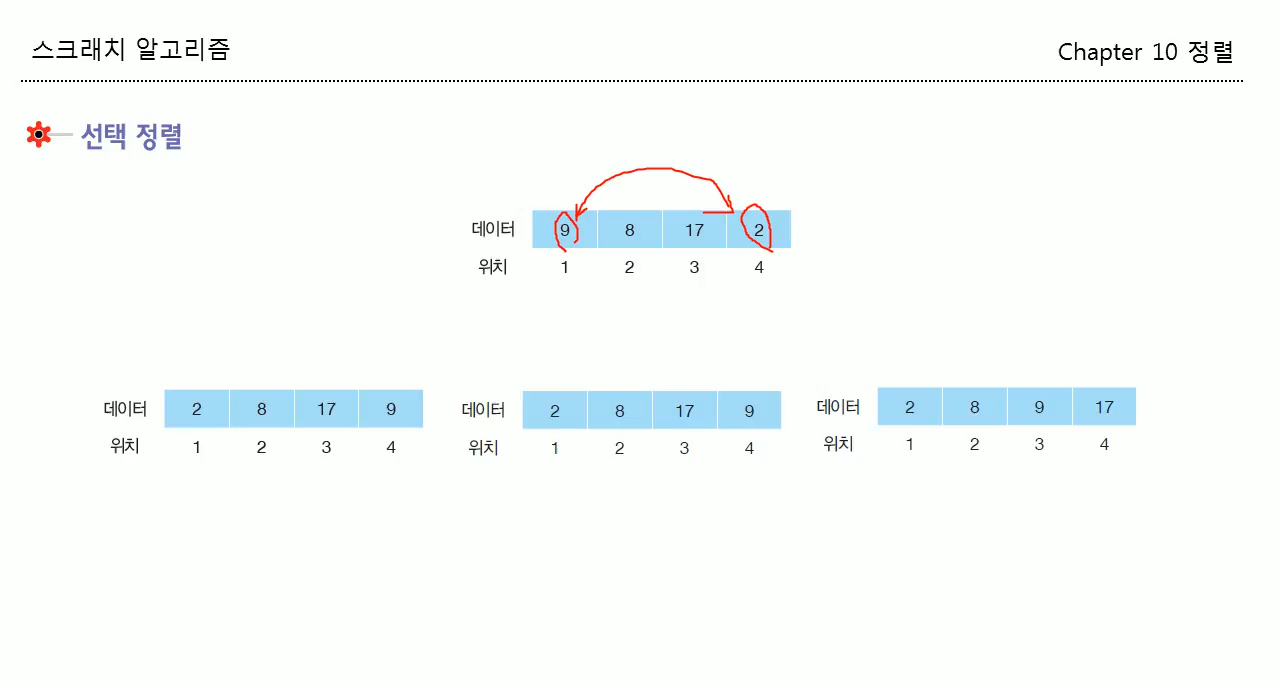 스크래치 알고리즘
Chapter 10 정렬
선택 정렬
데이터 9 8 17 2
위치 1 2 3 4
데이터 2 8 17 9
위치 1 2 3 4
데이터 2 8 17 9
위치 1 2 3 4
데이터 2 8 9 17
위치 1 2 3 4